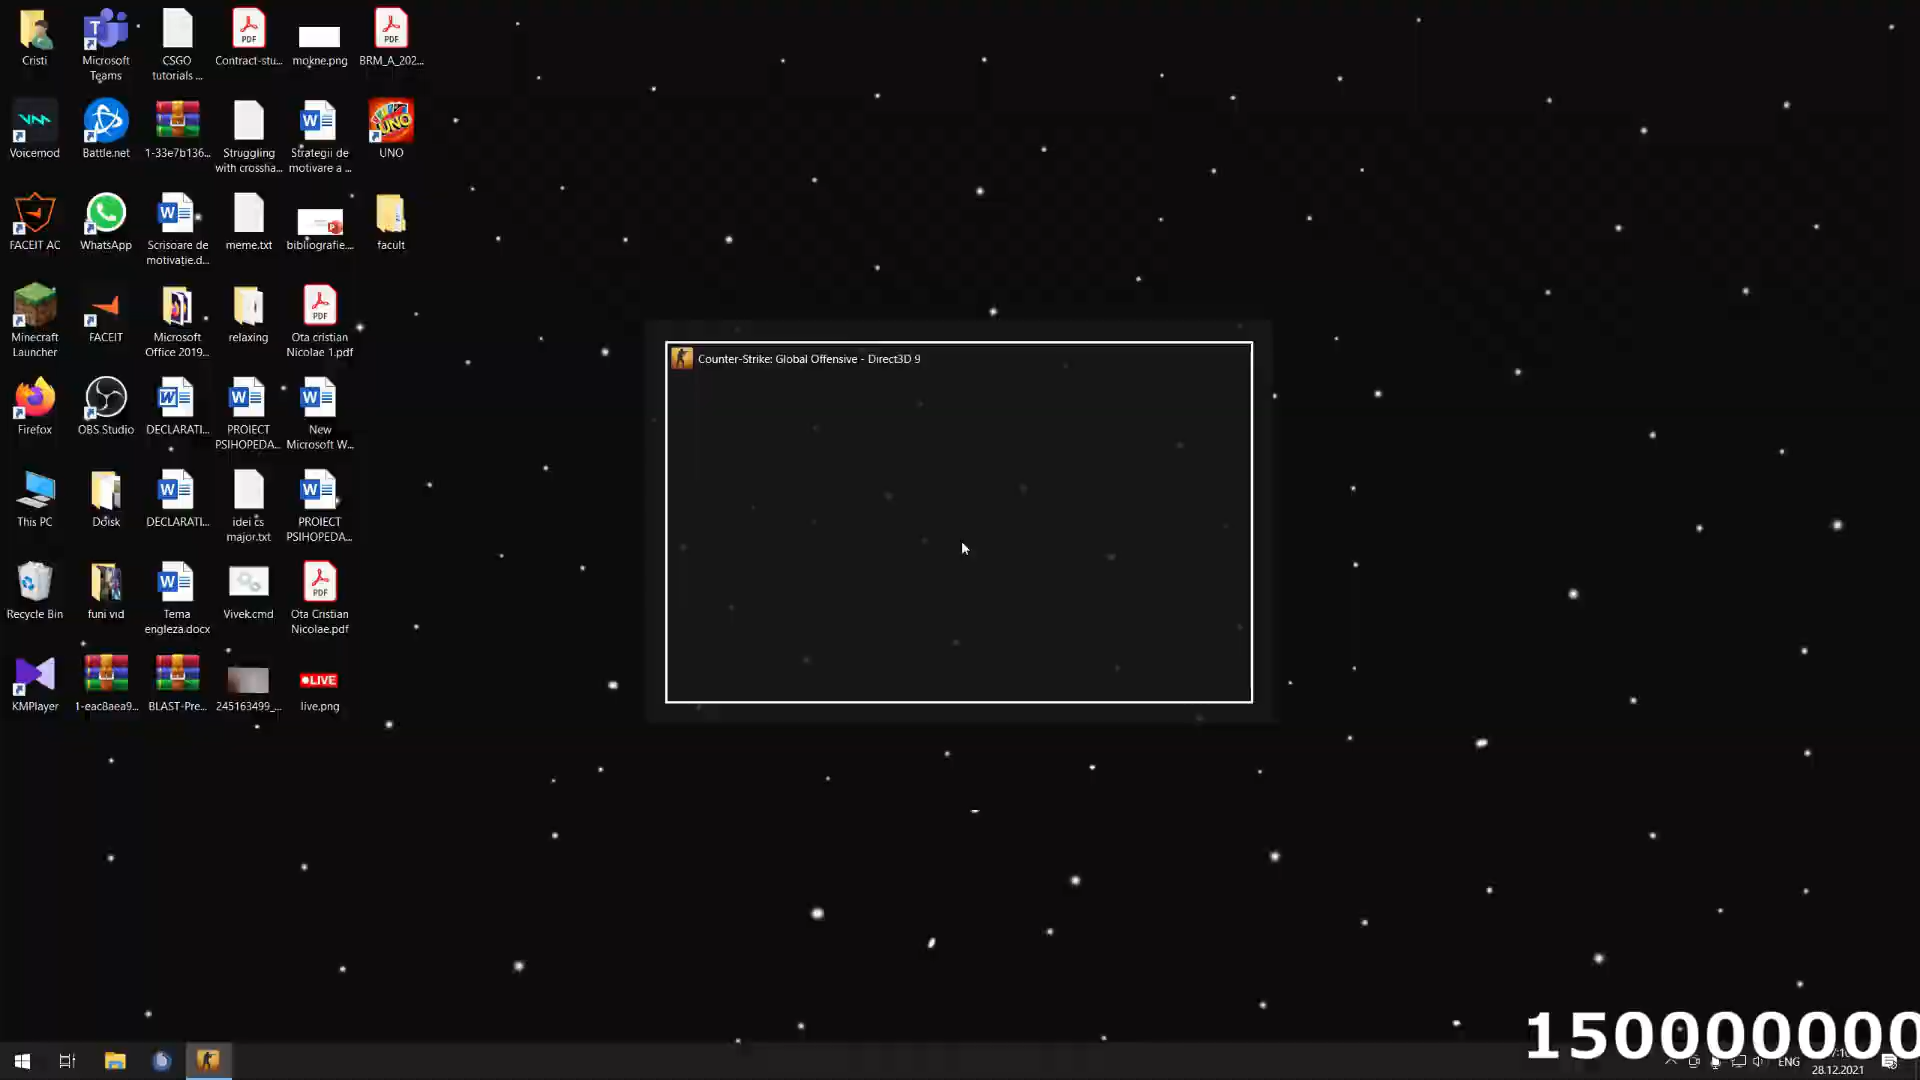 Cristi
Microsoft
Teams
CSGO
tutorials ...
Contract-stu...
mokne.png
BRM_A_202...
Voicemod
Battle.net
1-33e7b136...
Struggling
with crossha...
Strategii de
motivare a ...
UNO
FACEIT AC
WhatsApp
Scrisoare de
motivație.d...
meme.txt
bibliografie....
facult
Minecraft
Launcher
FACEIT
Microsoft
Office 2019...
relaxing
Ota cristian
Nicolae 1.pdf
Firefox
OBS Studio
DECLARATI...
PROIECT
PSIHOPEDA...
New
Microsoft W...
This PC
Doisk
DECLARATI...
idei cs
major.txt
PROIECT
PSIHOPEDA...
Recycle Bin
funi vid
Tema
engleza.docx
Vivek.cmd
Ota Cristian
Nicolae.pdf
KMPlayer
1-eac8aea9...
BLAST-Pre...
245163499_...
LIVE
live.png
Counter-Strike: Global Offensive - Direct3D 9
150000000
ENG
28.12.2021